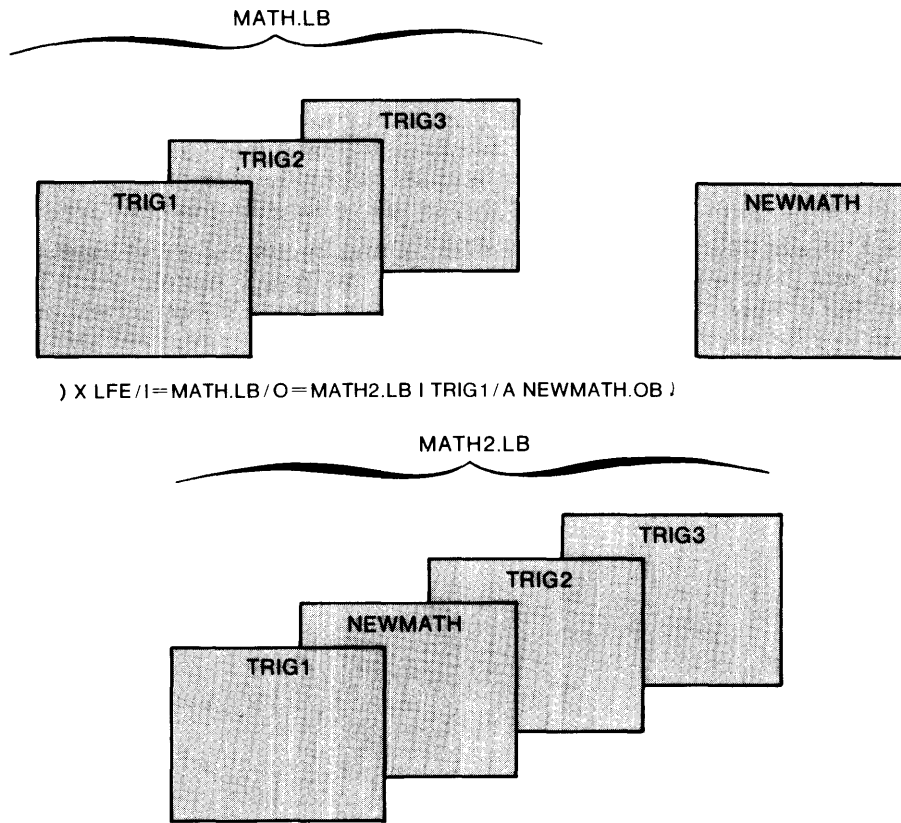 MATH.LB
TRIG3
TRIG2
TRIG1
NEWMATH
) X LFE/I=MATH.LB/O=MATH2.LB I TRIG1/A NEWMATH.OB ⤸
MATH2.LB
TRIG3
TRIG2
NEWMATH
TRIG1